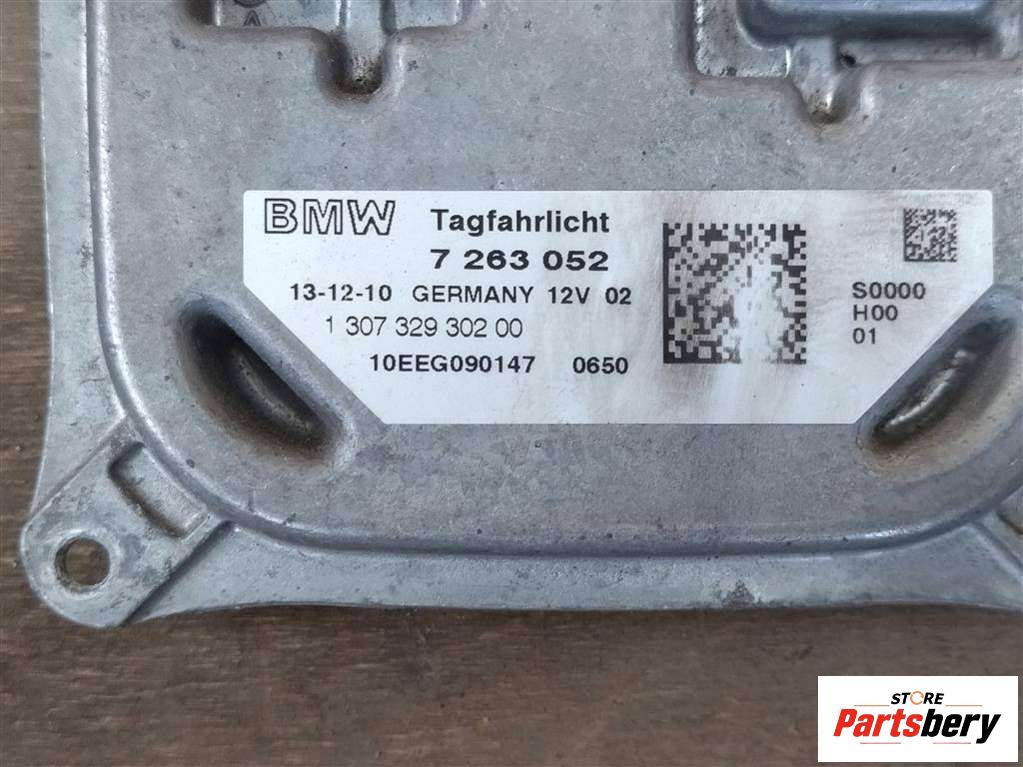 BMW Tagfahrlicht
7 263 052
13-12-10 GERMANY 12V 02
1 307 329 302 00
10EEG090147 0650
S0000
H00
01
STORE
Partsbery